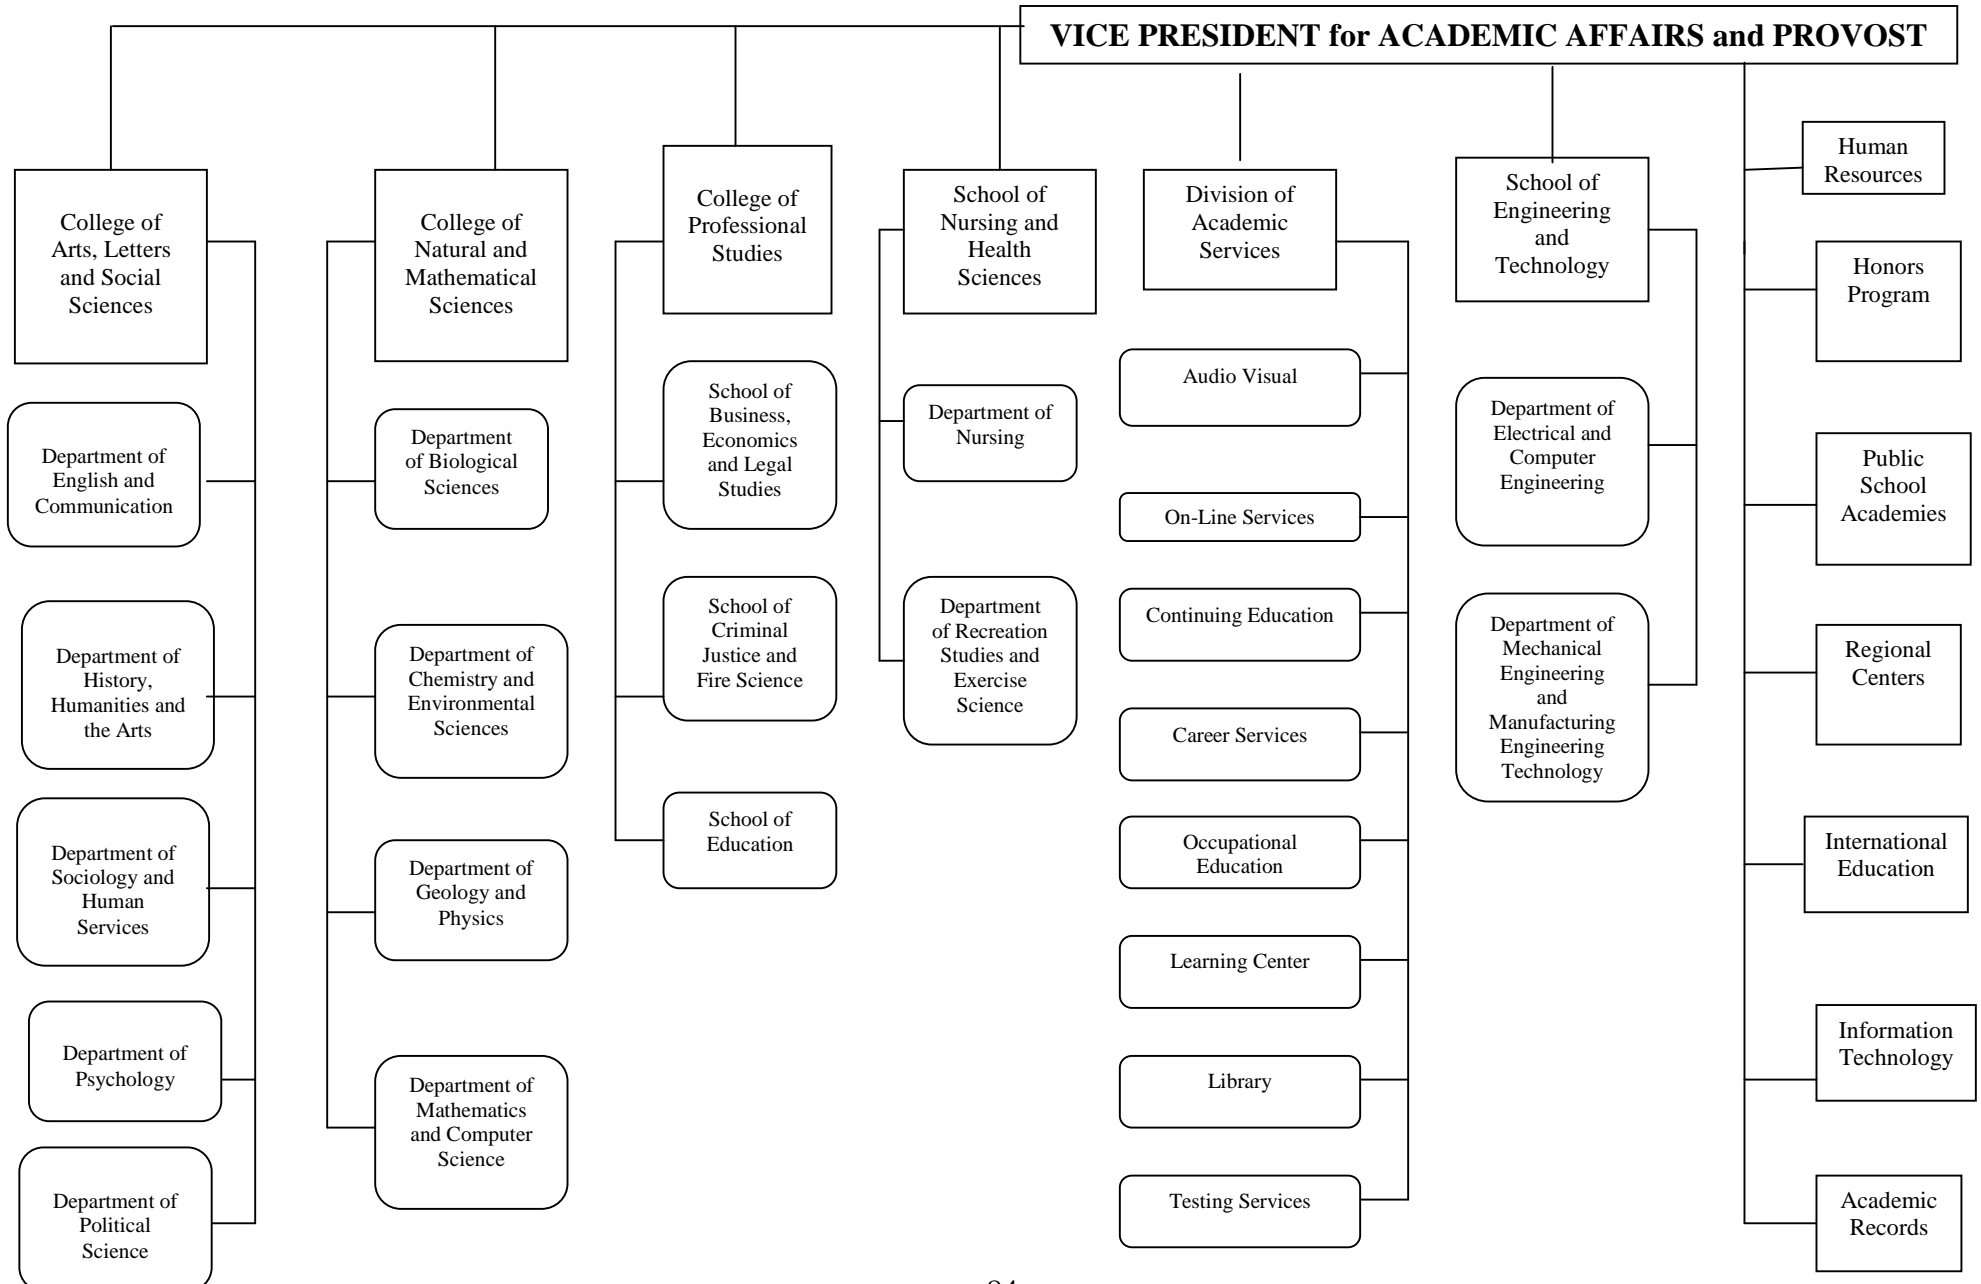 VICE PRESIDENT for ACADEMIC AFFAIRS and PROVOST
College of
Arts, Letters
and Social
Sciences
Department of
English and
Communication
Department of
History,
Humanities and
the Arts
Department of
Sociology and
Human
Services
Department of
Psychology
Department of
Political
Science
College of
Natural and
Mathematical
Sciences
Department
of Biological
Sciences
Department of
Chemistry and
Environmental
Sciences
Department of
Geology and
Physics
Department of
Mathematics
and Computer
Science
College of
Professional
Studies
School of
Business,
Economics
and Legal
Studies
School of
Criminal
Justice and
Fire Science
School of
Education
School of
Nursing and
Health
Sciences
Department of
Nursing
Department
of Recreation
Studies and
Exercise
Science
Division of
Academic
Services
Audio Visual
On-Line Services
Continuing Education
Career Services
Occupational
Education
Learning Center
Library
Testing Services
School of
Engineering
and
Technology
Department of
Electrical and
Computer
Engineering
Department of
Mechanical
Engineering
and
Manufacturing
Engineering
Technology
Human
Resources
Honors
Program
Public
School
Academies
Regional
Centers
International
Education
Information
Technology
Academic
Records